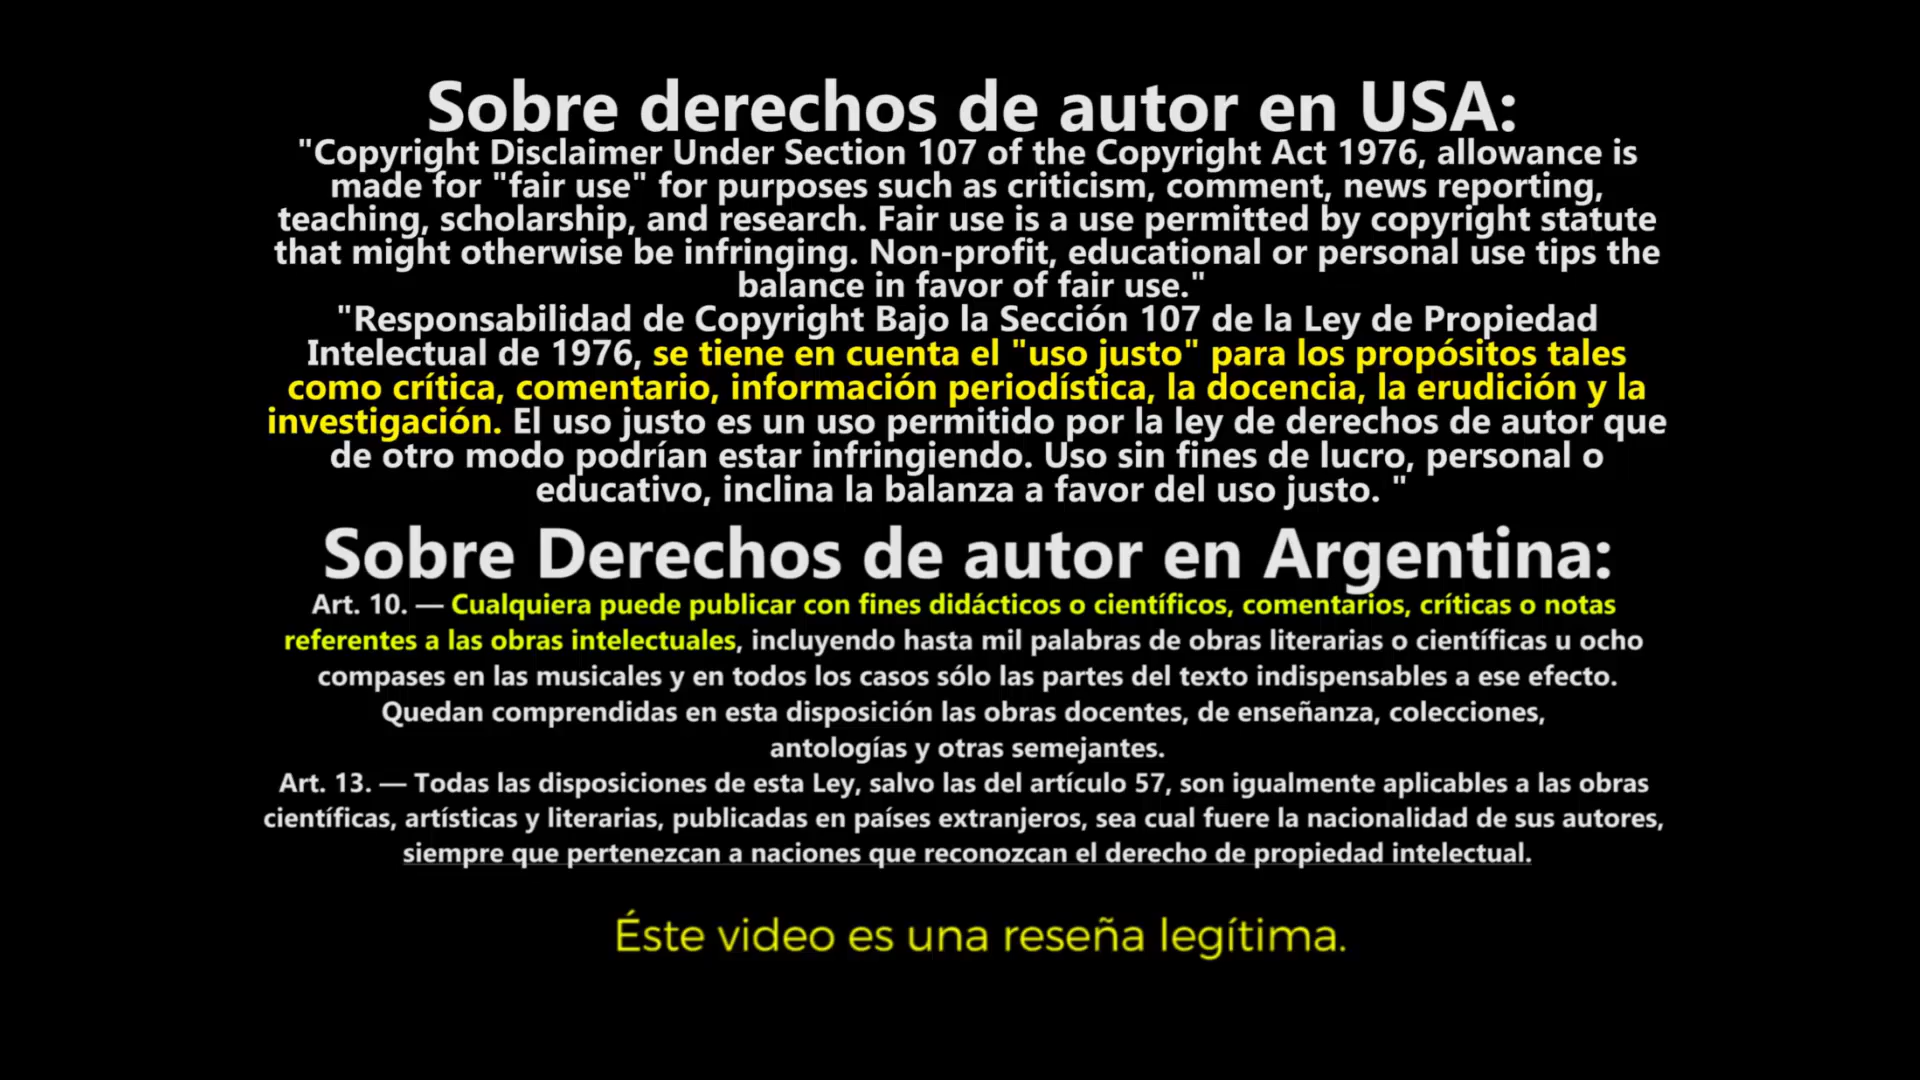 Sobre derechos de autor en USA:
"Copyright Disclaimer Under Section 107 of the Copyright Act 1976, allowance is
made for "fair use" for purposes such as criticism, comment, news reporting,
teaching, scholarship, and research. Fair use is a use permitted by copyright statute
that might otherwise be infringing. Non-profit, educational or personal use tips the
balance in favor of fair use."
"Responsabilidad de Copyright Bajo la Sección 107 de la Ley de Propiedad
Intelectual de 1976, se tiene en cuenta el "uso justo" para los propósitos tales
como crítica, comentario, información periodística, la docencia, la erudición y la
investigación. El uso justo es un uso permitido por la ley de derechos de autor que
de otro modo podrían estar infringiendo. Uso sin fines de lucro, personal o
educativo, inclina la balanza a favor del uso justo. "
Sobre Derechos de autor en Argentina:
Art. 10. — Cualquiera puede publicar con fines didácticos o científicos, comentarios, críticas o notas
referentes a las obras intelectuales, incluyendo hasta mil palabras de obras literarias o científicas u ocho
compases en las musicales y en todos los casos sólo las partes del texto indispensables a ese efecto.
Quedan comprendidas en esta disposición las obras docentes, de enseñanza, colecciones,
antologías y otras semejantes.
Art. 13. — Todas las disposiciones de esta Ley, salvo las del artículo 57, son igualmente aplicables a las obras
científicas, artísticas y literarias, publicadas en países extranjeros, sea cual fuere la nacionalidad de sus autores,
siempre que pertenezcan a naciones que reconozcan el derecho de propiedad intelectual.
Éste video es una reseña legítima.